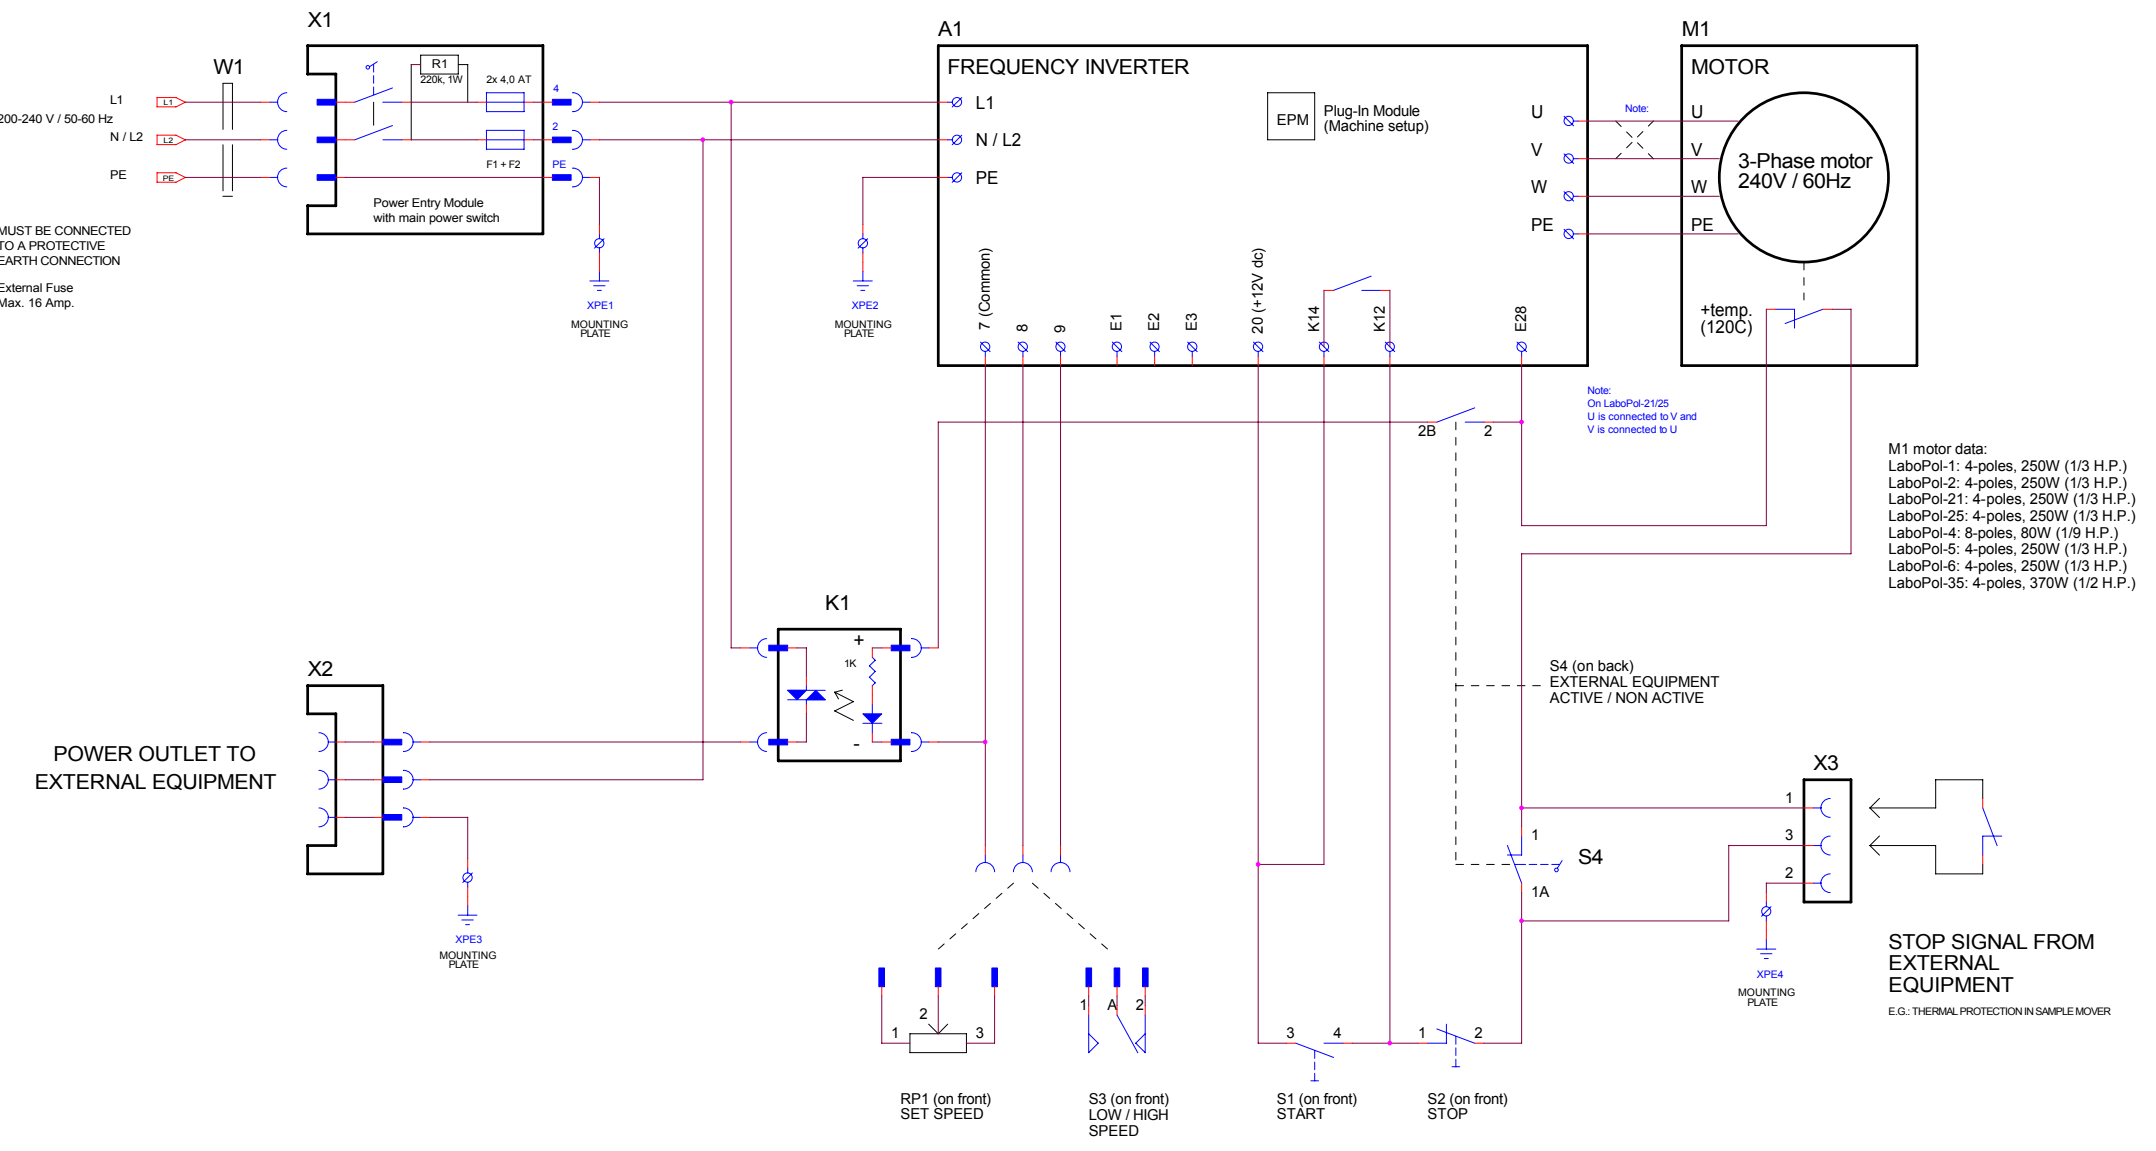 X1
W1
L1
L1
200-240 V / 50-60 Hz
N / L2
L2
PE
PE
R1
220k, 1W
2x 4,0 AT
4
2
F1 + F2
PE
Power Entry Module
with main power switch
MUST BE CONNECTED
TO A PROTECTIVE
EARTH CONNECTION
External Fuse
Max. 16 Amp.
XPE1
MOUNTING
PLATE
XPE2
MOUNTING
PLATE
A1
FREQUENCY INVERTER
L1
N / L2
PE
EPM
Plug-In Module
(Machine setup)
U
V
W
PE
7 (Common)
8
9
E1
E2
E3
20 (+12V dc)
K14
K12
E28
Note:
M1
MOTOR
U
V
W
PE
3-Phase motor
240V / 60Hz
+temp.
(120C)
Note:
On LaboPol-21/25
U is connected to V and
V is connected to U
2B
2
M1 motor data:
LaboPol-1: 4-poles, 250W (1/3 H.P.)
LaboPol-2: 4-poles, 250W (1/3 H.P.)
LaboPol-21: 4-poles, 250W (1/3 H.P.)
LaboPol-25: 4-poles, 250W (1/3 H.P.)
LaboPol-4: 8-poles, 80W (1/9 H.P.)
LaboPol-5: 4-poles, 250W (1/3 H.P.)
LaboPol-6: 4-poles, 250W (1/3 H.P.)
LaboPol-35: 4-poles, 370W (1/2 H.P.)
K1
+
1K
-
X2
POWER OUTLET TO
EXTERNAL EQUIPMENT
XPE3
MOUNTING
PLATE
S4 (on back)
EXTERNAL EQUIPMENT
ACTIVE / NON ACTIVE
1
S4
1A
X3
1
3
2
XPE4
MOUNTING
PLATE
STOP SIGNAL FROM
EXTERNAL
EQUIPMENT
E.G.: THERMAL PROTECTION IN SAMPLE MOVER
1
2
3
RP1 (on front)
SET SPEED
1
A
2
S3 (on front)
LOW / HIGH
SPEED
3
4
S1 (on front)
START
1
2
S2 (on front)
STOP